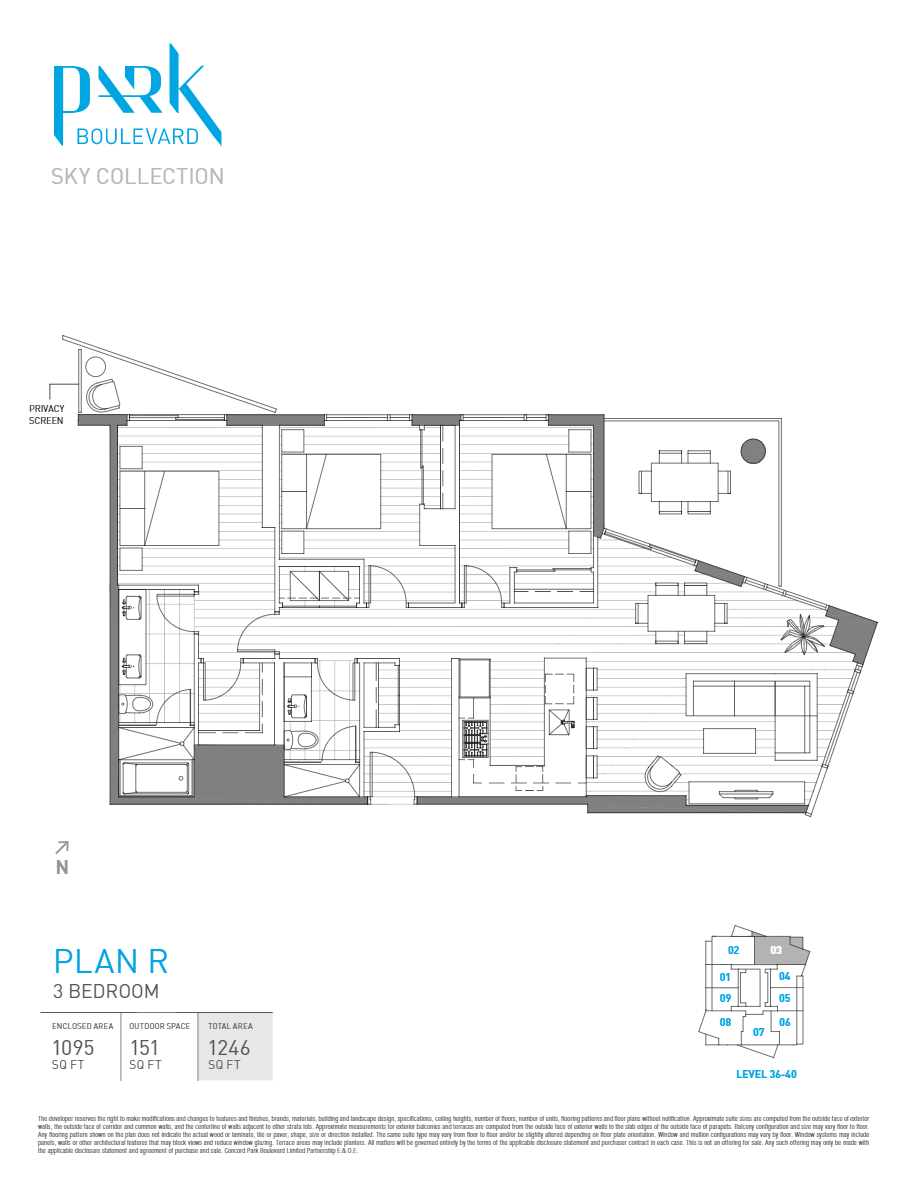 PARK
BOULEVARD
SKY COLLECTION
PRIVACY
SCREEN
N
PLAN R
3 BEDROOM
ENCLOSED AREA
1095
SQ FT
OUTDOOR SPACE
151
SQ FT
TOTAL AREA
1246
SQ FT
02 03
01 04
09 05
08 07 06
LEVEL 36-40
The developer reserves the right to make modifications and changes to features and finishes, brands, materials, building and landscape design, specifications, ceiling heights, number of floors, number of units, flooring patterns and floor plans without notification. Approximate suite sizes are computed from the outside face of exterior
walls, the outside face of corridor and common walls, and the centerline of walls adjacent to other strata lots. Approximate measurements for exterior balconies and terraces are computed from the outside face of exterior walls to the slab edges of the outside face of parapets. Balcony configuration and size may vary floor to floor.
Any flooring pattern shown on the plan does not indicate the actual wood or laminate, tile or paver, shape, size or direction installed. The same suite type may vary from floor to floor and/or be slightly altered depending on floor plate orientation. Window and mullion configurations may vary by floor. Window systems may include
panels, walls or other architectural features that may block views and reduce window glazing. Terrace areas may include planters. All matters will be governed entirely by the terms of the applicable disclosure statement and purchaser contract in each case. This is not an offering for sale. Any such offering may only be made with
the applicable disclosure statement and agreement of purchase and sale. Concord Park Boulevard Limited Partnership E & O.E.